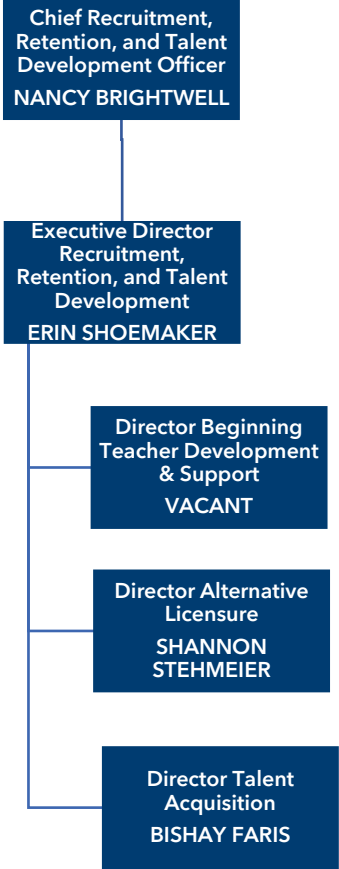 Chief Recruitment,
Retention, and Talent
Development Officer
NANCY BRIGHTWELL
Executive Director
Recruitment,
Retention, and Talent
Development
ERIN SHOEMAKER
Director Beginning
Teacher Development
& Support
VACANT
Director Alternative
Licensure
SHANNON
STEHMEIER
Director Talent
Acquisition
BISHAY FARIS